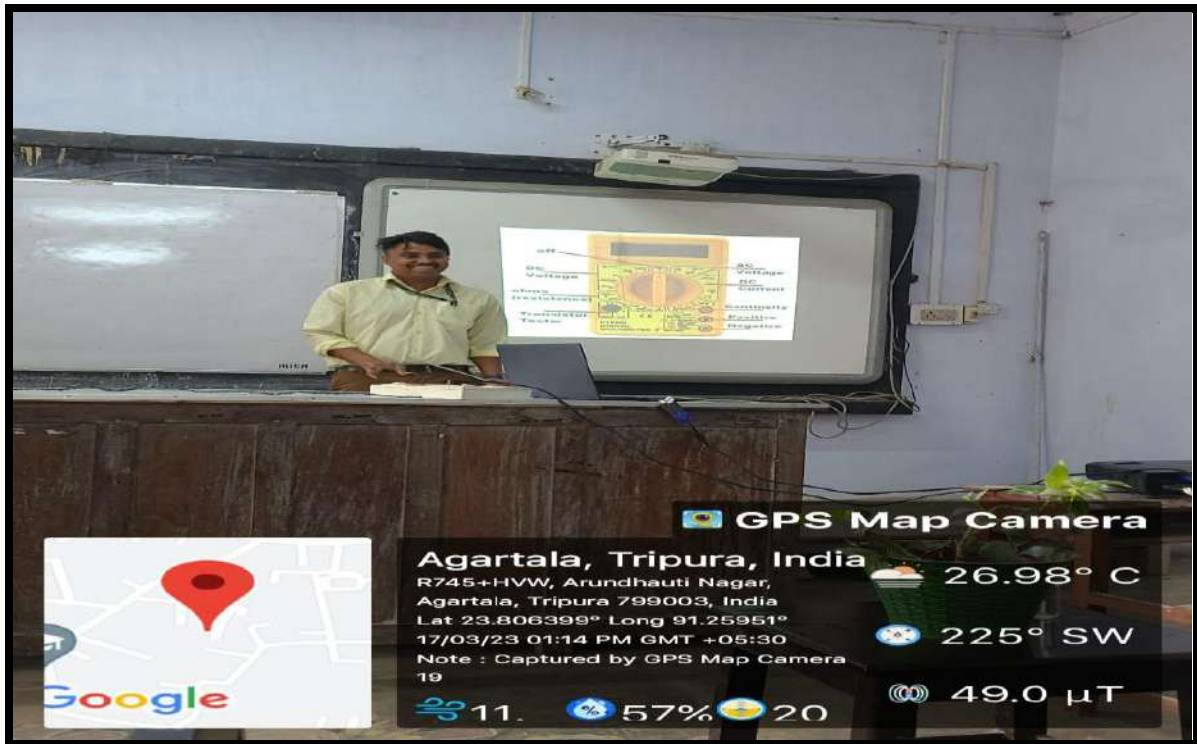 off
DC
Voltage
ohms
(resistence)
Transistor
Tester
AC
Voltage
DC
Current
Continuity
Positive
Negative
GPS Map Camera
Agartala, Tripura, India
R745+HVW, Arundhauti Nagar,
Agartala, Tripura 799003, India
Lat 23.806399° Long 91.25951°
17/03/23 01:14 PM GMT +05:30
Note : Captured by GPS Map Camera
19
26.98° C
225° SW
49.0 µT
11.
57%
20
Google